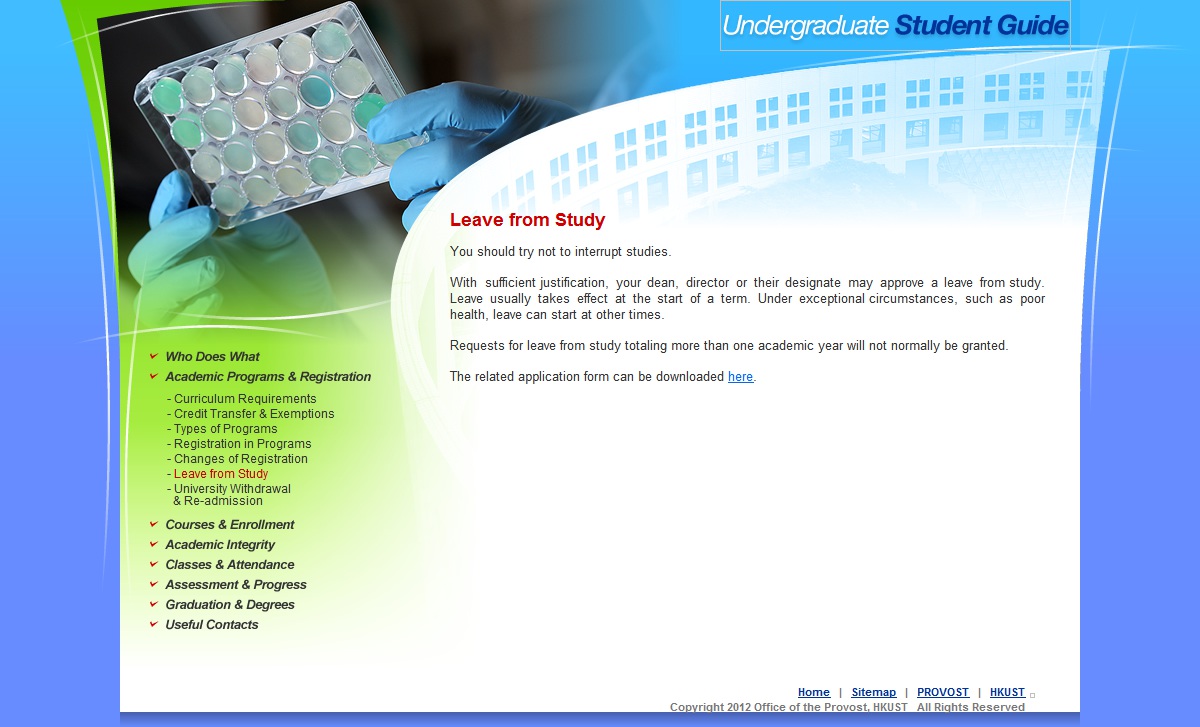 Undergraduate Student Guide
Leave from Study
You should try not to interrupt studies.
With sufficient justification, your dean, director or their designate may approve a leave from study.
Leave usually takes effect at the start of a term. Under exceptional circumstances, such as poor
health, leave can start at other times.
Requests for leave from study totaling more than one academic year will not normally be granted.
The related application form can be downloaded here.
Who Does What
Academic Programs & Registration
- Curriculum Requirements
- Credit Transfer & Exemptions
- Types of Programs
- Registration in Programs
- Changes of Registration
- Leave from Study
- University Withdrawal
& Re-admission
Courses & Enrollment
Academic Integrity
Classes & Attendance
Assessment & Progress
Graduation & Degrees
Useful Contacts
Home | Sitemap | PROVOST | HKUST
Copyright 2012 Office of the Provost, HKUST All Rights Reserved